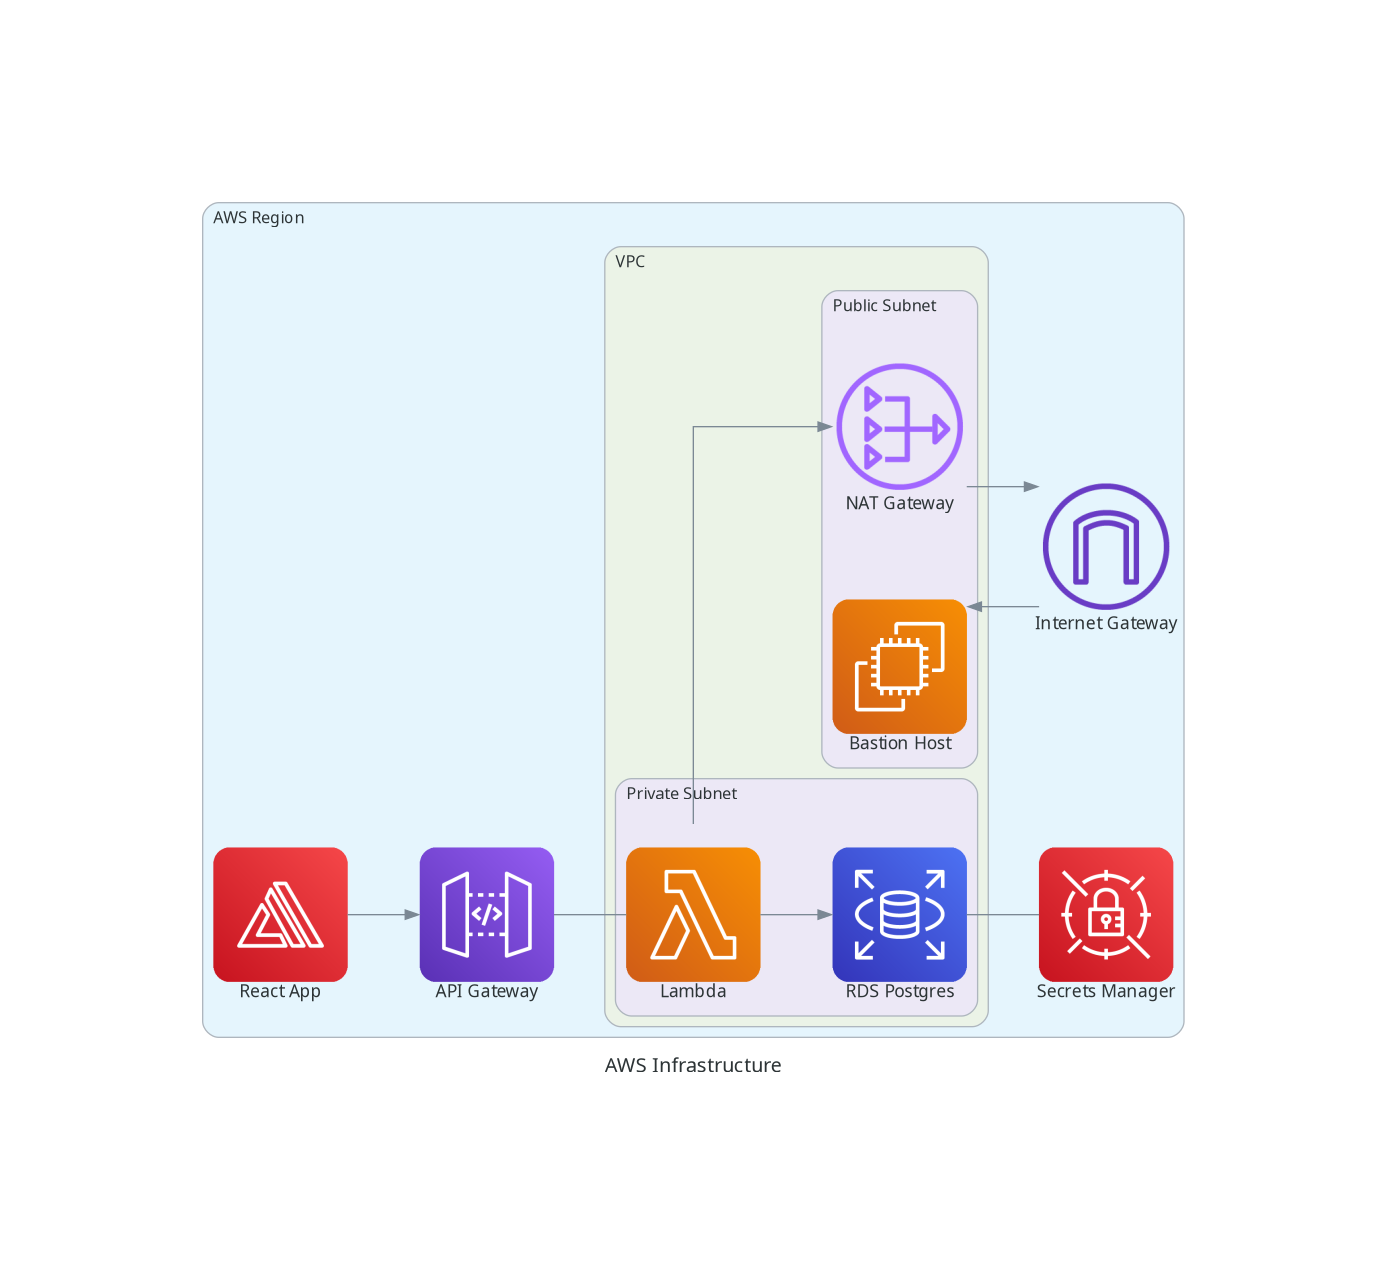 AWS Region
VPC
Public Subnet
NAT Gateway
Internet Gateway
Bastion Host
Private Subnet
React App
API Gateway
Lambda
RDS Postgres
Secrets Manager
AWS Infrastructure